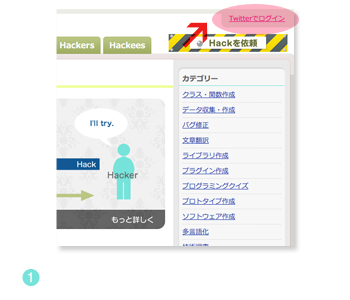 Twitterでログイン
Hackers
Hackees
Hackを依頼
カテゴリー
クラス・関数作成
データ収集・作成
バグ修正
文章翻訳
ライブラリ作成
プラグイン作成
プログラミングクイズ
プロトタイプ作成
ソフトウェア作成
多言語化
I'll try.
Hack
Hacker
もっと詳しく
1